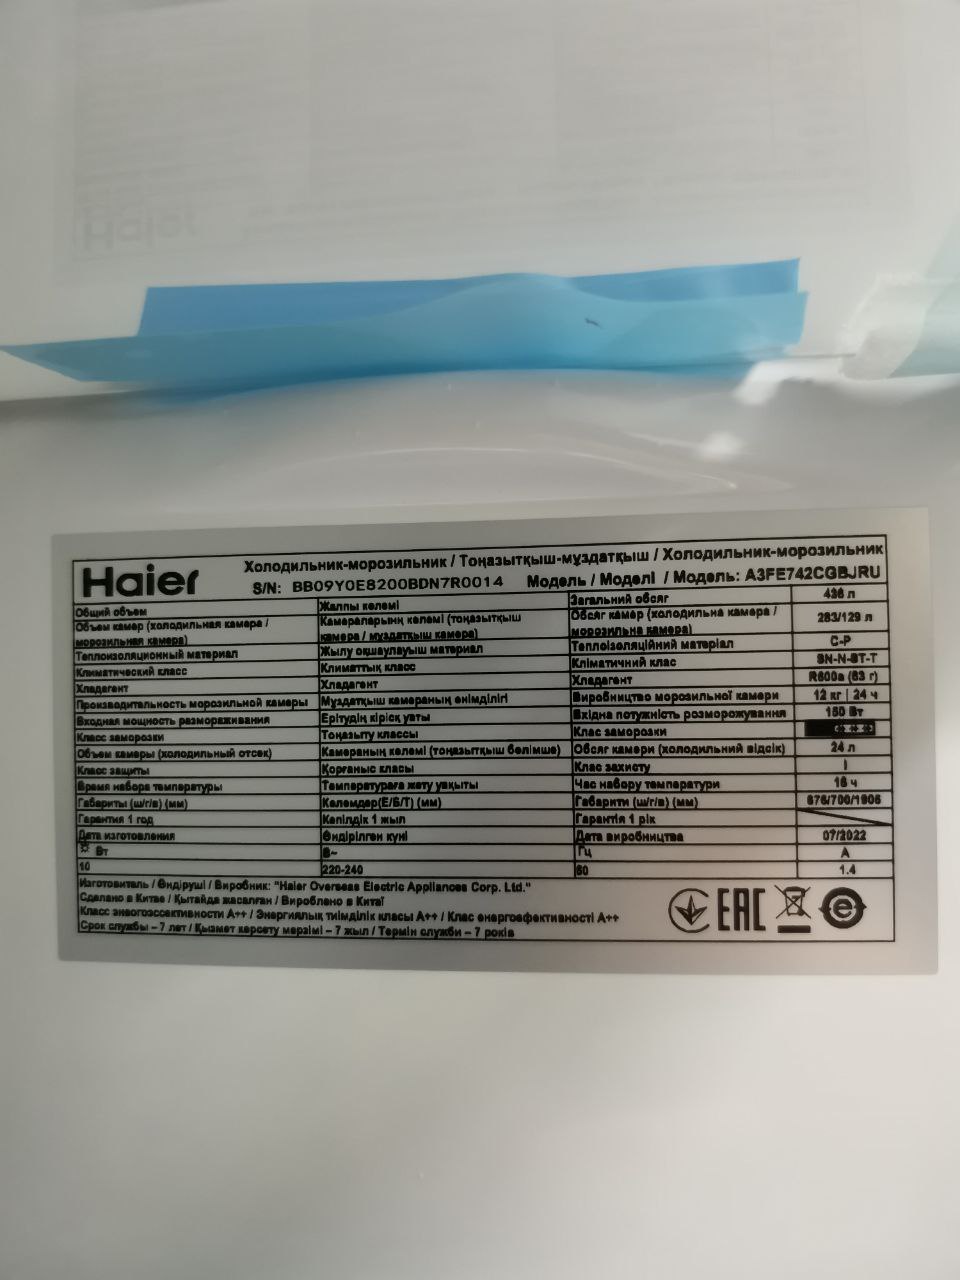 Haier
Холодильник-морозильник / Тоңазытқыш-мұздатқыш / Холодильник-морозильник
S/N: BB09Y0E8200BDN7R0014 Модель / Моделі / Модель: A3FE742CGBJRU
Общий объем Жалпы көлемі Загальний обсяг 436 л
Объем камер (холодильная камера / морозильная камера) Камераларының көлемі (тоңазытқыш камера / мұздатқыш камера) Обсяг камер (холодильна камера / морозильна камера) 283/129 л
Теплоизоляционный материал Жылу оқшаулауыш материал Теплоізоляційний матеріал C-P
Климатический класс Климаттық класс Кліматичний клас SN-N-ST-T
Хладагент Хладагент Хладагент R600a (63 г)
Производительность морозильной камеры Мұздатқыш камераның өнімділігі Виробництво морозильної камери 12 кг | 24 ч
Входная мощность размораживания Ерітудің кіріс қуаты Вхідна потужність розморожування 150 Вт
Класс заморозки Тоңазыту классы Клас заморозки
Объем камеры (холодильный отсек) Камераның көлемі (тоңазытқыш бөлімше) Обсяг камери (холодильний відсік) 24 л
Класс защиты Қорғаныс класы Клас захисту I
Время набора температуры Температураға жету уақыты Час набору температури 16 ч
Габариты (ш/г/в) (мм) Көлемдер(Е/Б/Т) (мм) Габарити (ш/г/в) (мм) 676/700/1906
Гарантия 1 год Кепілдік 1 жыл Гарантія 1 рік
Дата изготовления Өндірілген күні Дата виробництва 07/2022
Вт В~ Гц А
10 220-240 50 1.4
Изготовитель / Өндіруші / Виробник: "Haier Overseas Electric Appliances Corp. Ltd."
Сделано в Китае / Қытайда жасалған / Вироблено в Китаї
Класс энергоэффективности А++ / Энергиялық тиімділік класы А++ / Клас енергоефективності А++
Срок службы – 7 лет / Қызмет көрсету мерзімі – 7 жыл / Термін служби – 7 років
EAC